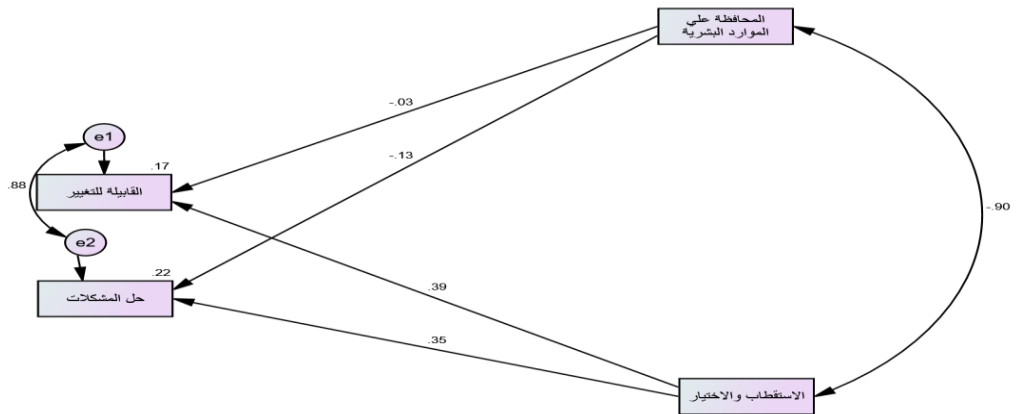 المحافظة علي
الموارد البشرية
-.03
e1
-.13
.17
القابيلة للتغيير
.88
-.90
e2
.22
حل المشكلات
.39
.35
الاستقطاب والاختيار